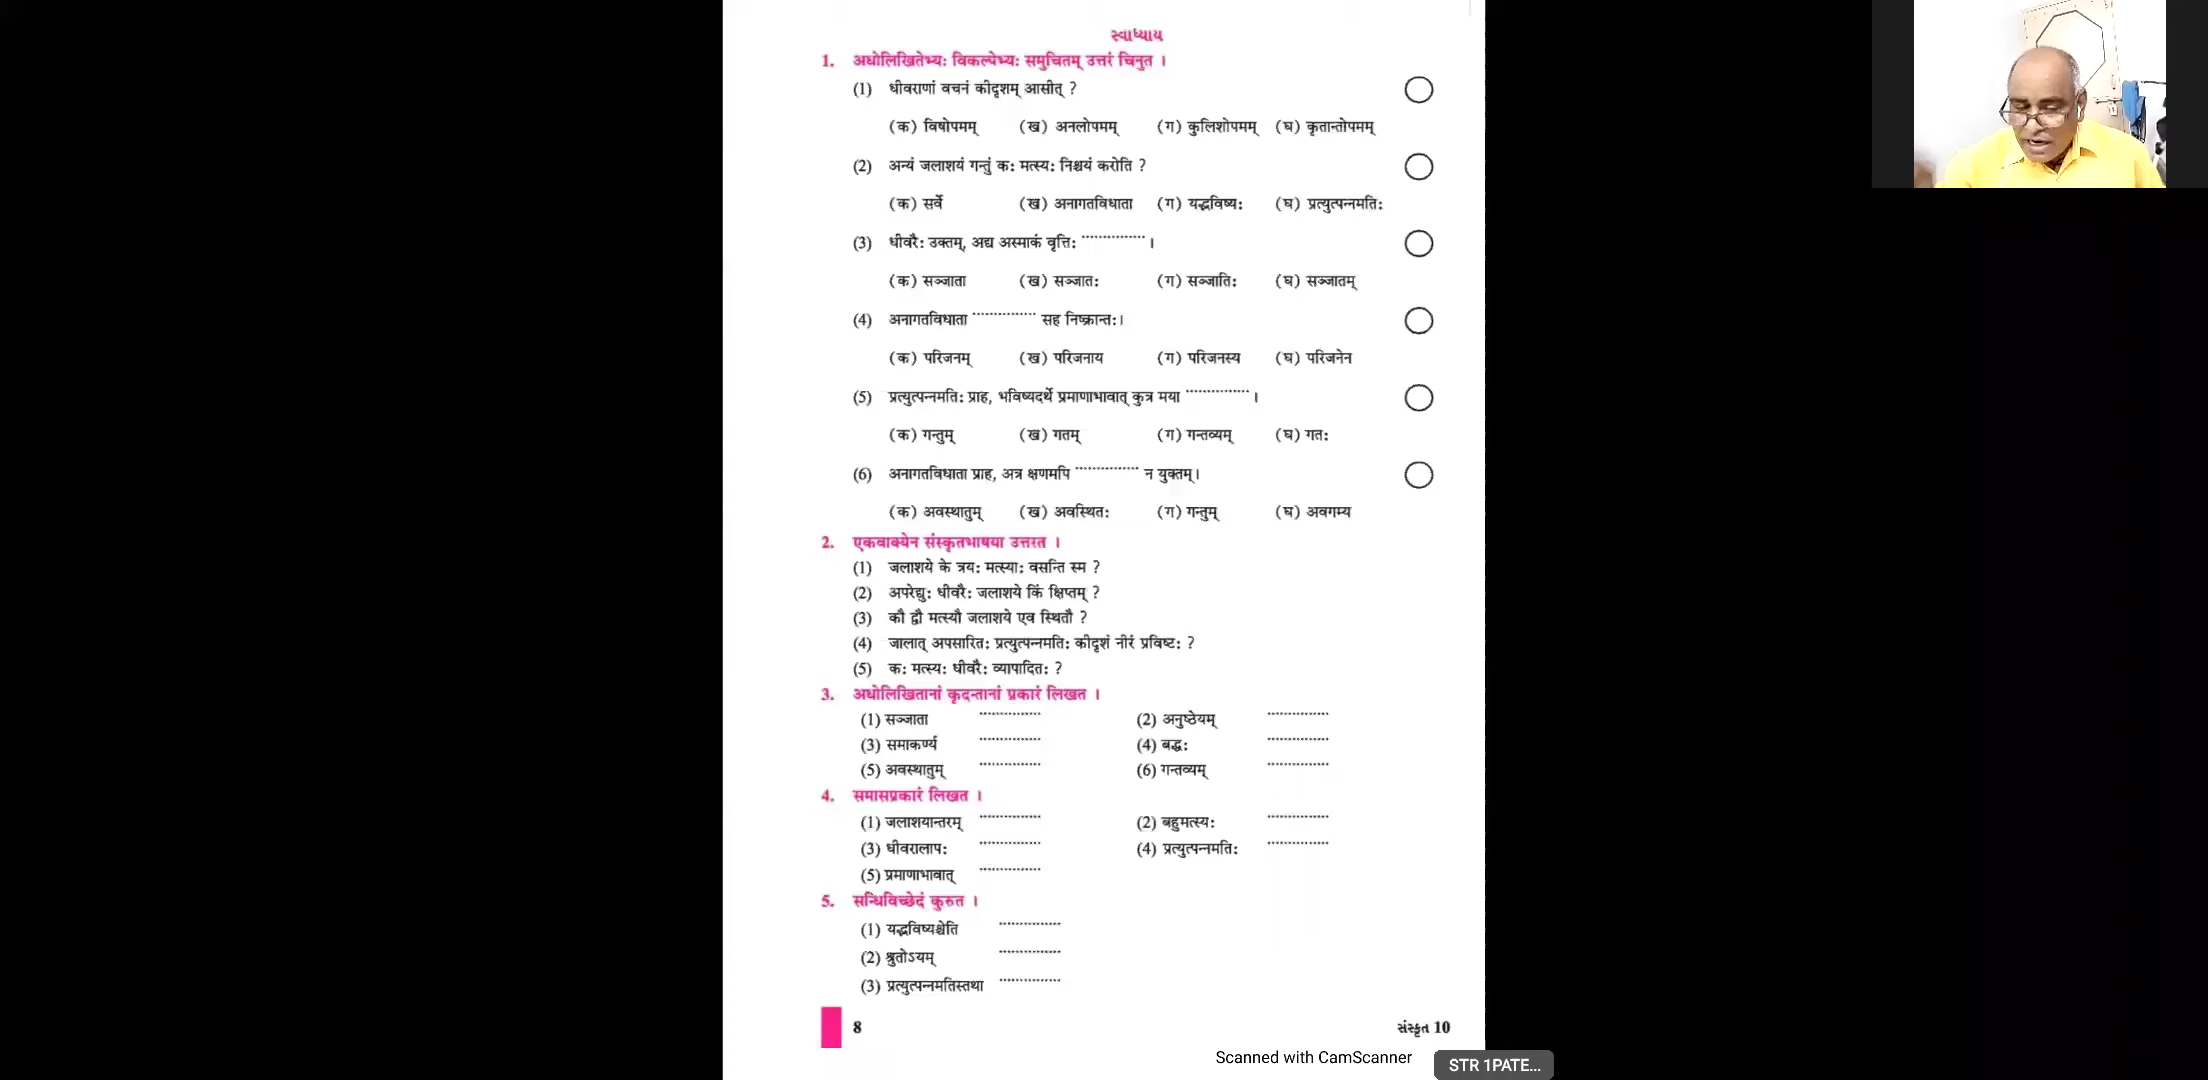 સ્વાધ્યાય
1. अधोलिखितेभ्यः विकल्पेभ्यः समुचितम् उत्तरं चिनुत ।
(1) धीवराणां वचनं कीदृशम् आसीत् ?
(क) विषोपमम् (ख) अनलोपमम् (ग) कुलिशोपमम् (घ) कृतान्तोपमम्
(2) अन्यं जलाशयं गन्तुं कः मत्स्यः निश्चयं करोति ?
(क) सर्वे (ख) अनागतविधाता (ग) यद्भविष्यः (घ) प्रत्युत्पन्नमतिः
(3) धीवरैः उक्तम्, अद्य अस्माकं वृत्तिः ............... ।
(क) सञ्जाता (ख) सञ्जातः (ग) सञ्जातिः (घ) सञ्जातम्
(4) अनागतविधाता ............... सह निष्क्रान्तः।
(क) परिजनम् (ख) परिजनाय (ग) परिजनस्य (घ) परिजनेन
(5) प्रत्युत्पन्नमतिः प्राह, भविष्यदर्थे प्रमाणाभावात् कुत्र मया ............... ।
(क) गन्तुम् (ख) गतम् (ग) गन्तव्यम् (घ) गतः
(6) अनागतविधाता प्राह, अत्र क्षणमपि ............... न युक्तम्।
(क) अवस्थातुम् (ख) अवस्थितः (ग) गन्तुम् (घ) अवगम्य
2. एकवाक्येन संस्कृतभाषया उत्तरत ।
(1) जलाशये के त्रयः मत्स्याः वसन्ति स्म ?
(2) अपरेद्युः धीवरैः जलाशये किं क्षिप्तम् ?
(3) कौ द्वौ मत्स्यौ जलाशये एव स्थितौ ?
(4) जालात् अपसारितः प्रत्युत्पन्नमतिः कीदृशं नीरं प्रविष्टः ?
(5) कः मत्स्यः धीवरैः व्यापादितः ?
3. अधोलिखितानां कृदन्तानां प्रकारं लिखत ।
(1) सञ्जाता ............... (2) अनुष्ठेयम् ...............
(3) समाकर्ण्य ............... (4) बद्धः ...............
(5) अवस्थातुम् ............... (6) गन्तव्यम् ...............
4. समासप्रकारं लिखत ।
(1) जलाशयान्तरम् ............... (2) बहुमत्स्यः ...............
(3) धीवरालापः ............... (4) प्रत्युत्पन्नमतिः ...............
(5) प्रमाणाभावात् ...............
5. सन्धिविच्छेदं कुरुत ।
(1) यद्भविष्यश्चेति ...............
(2) श्रुतोऽयम् ...............
(3) प्रत्युत्पन्नमतिस्तथा ...............
8 સંસ્કૃત 10
Scanned with CamScanner
STR 1PATE...